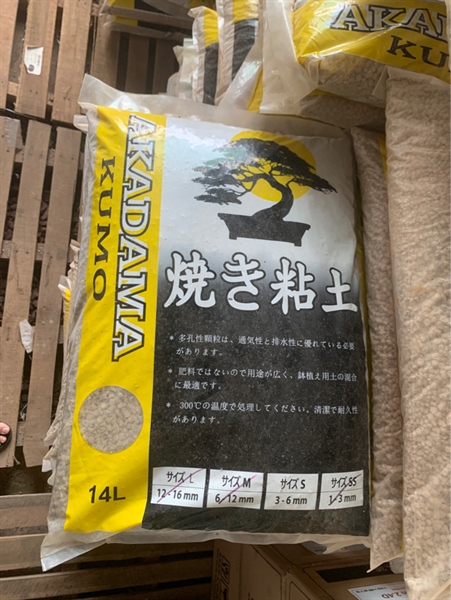 AKADAMA
KUMO
AKA
KU
焼き粘土
* 多孔性顆粒は、通気性と排水性に優れている必要
があります。
* 肥料ではないので用途が広く、鉢植え用土の混合
に最適です。
* 300℃の温度で処理してください。清潔で耐久性
があります。
サイズ L
12-16mm
サイズ M
6/12mm
サイズ S
3-6mm
サイズ SS
1/3mm
14L